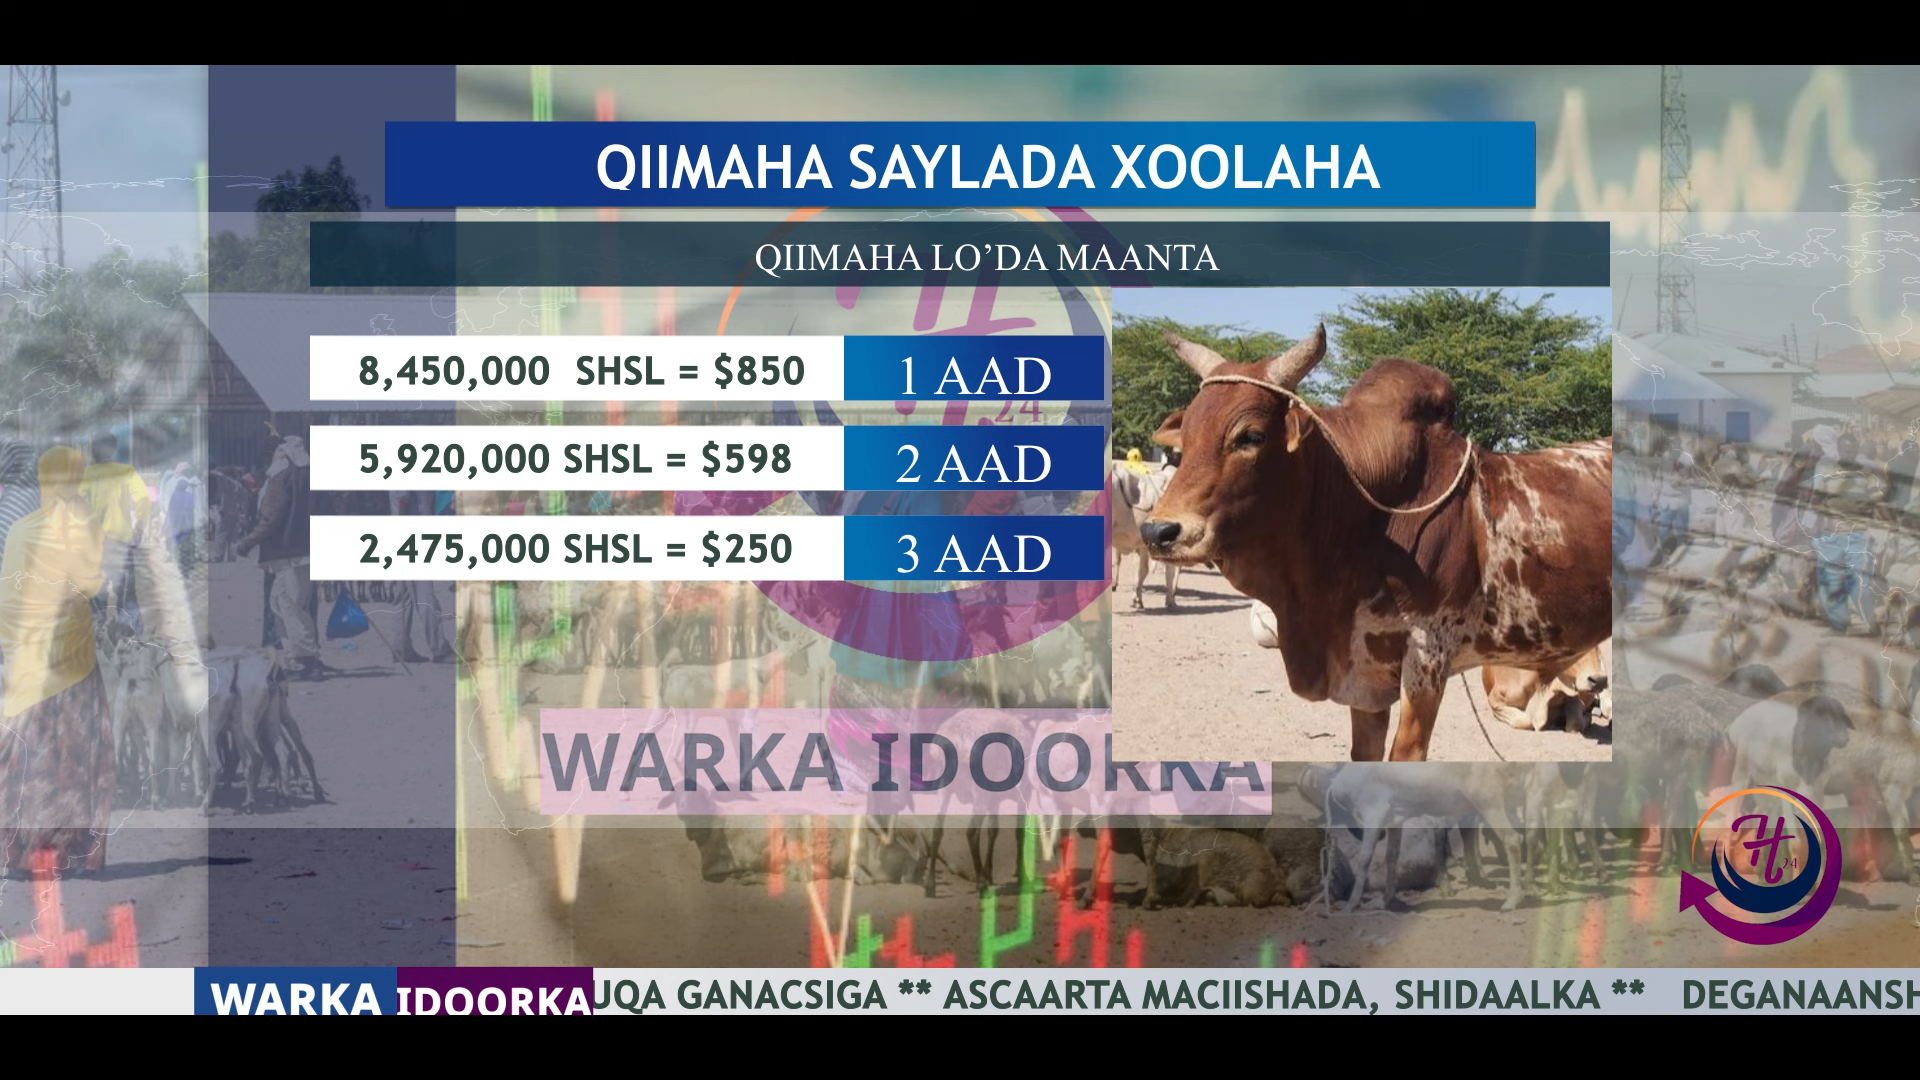 QIIMAHA SAYLADA XOOLAHA
QIIMAHA LO’DA MAANTA
8,450,000 SHSL = $850 1 AAD
5,920,000 SHSL = $598 2 AAD
2,475,000 SHSL = $250 3 AAD
24
WARKA IDOORKA
H 24
WARKA IDOORKA UQA GANACSIGA ** ASCAARTA MACIISHADA, SHIDAALKA ** DEGANAANSH